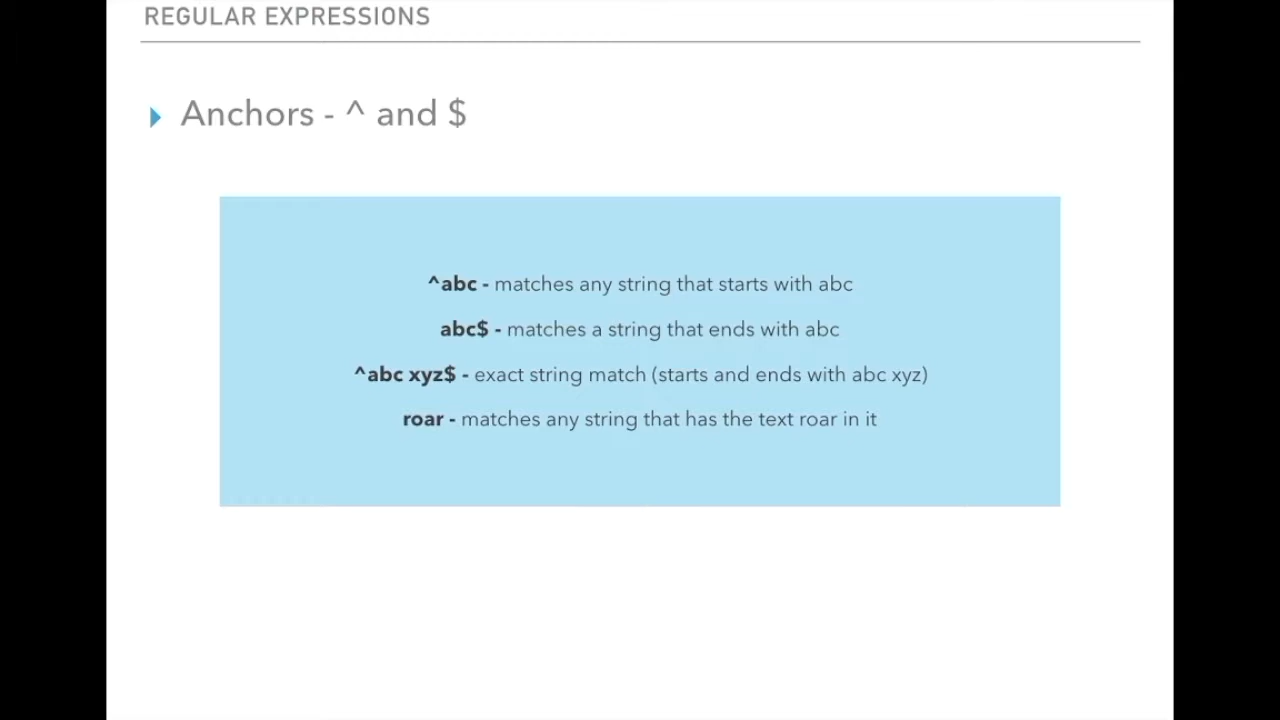 REGULAR EXPRESSIONS
Anchors - ^ and $
^abc - matches any string that starts with abc
abc$ - matches a string that ends with abc
^abc xyz$ - exact string match (starts and ends with abc xyz)
roar - matches any string that has the text roar in it